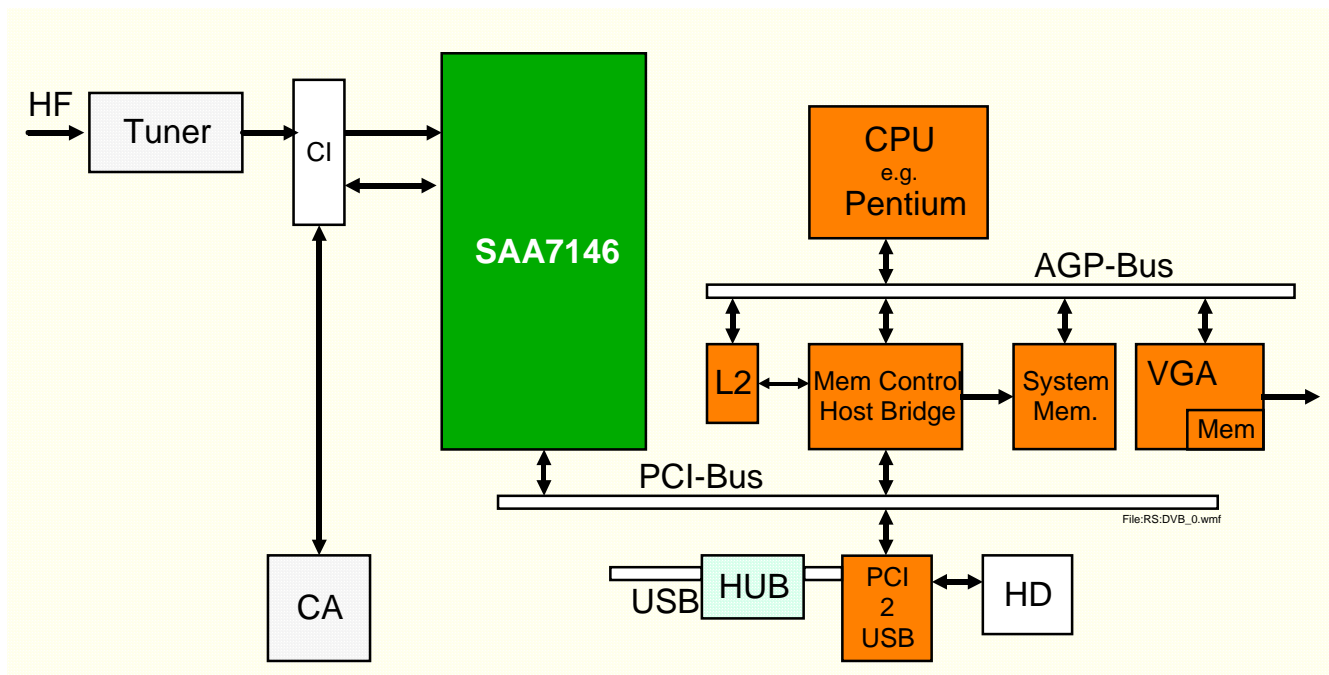 HF
Tuner
CI
SAA7146
CPU
e.g.
Pentium
AGP-Bus
L2
Mem Control
Host Bridge
System
Mem.
VGA
Mem
PCI-Bus
File:RS:DVB_0.wmf
CA
USB
HUB
PCI
2
USB
HD